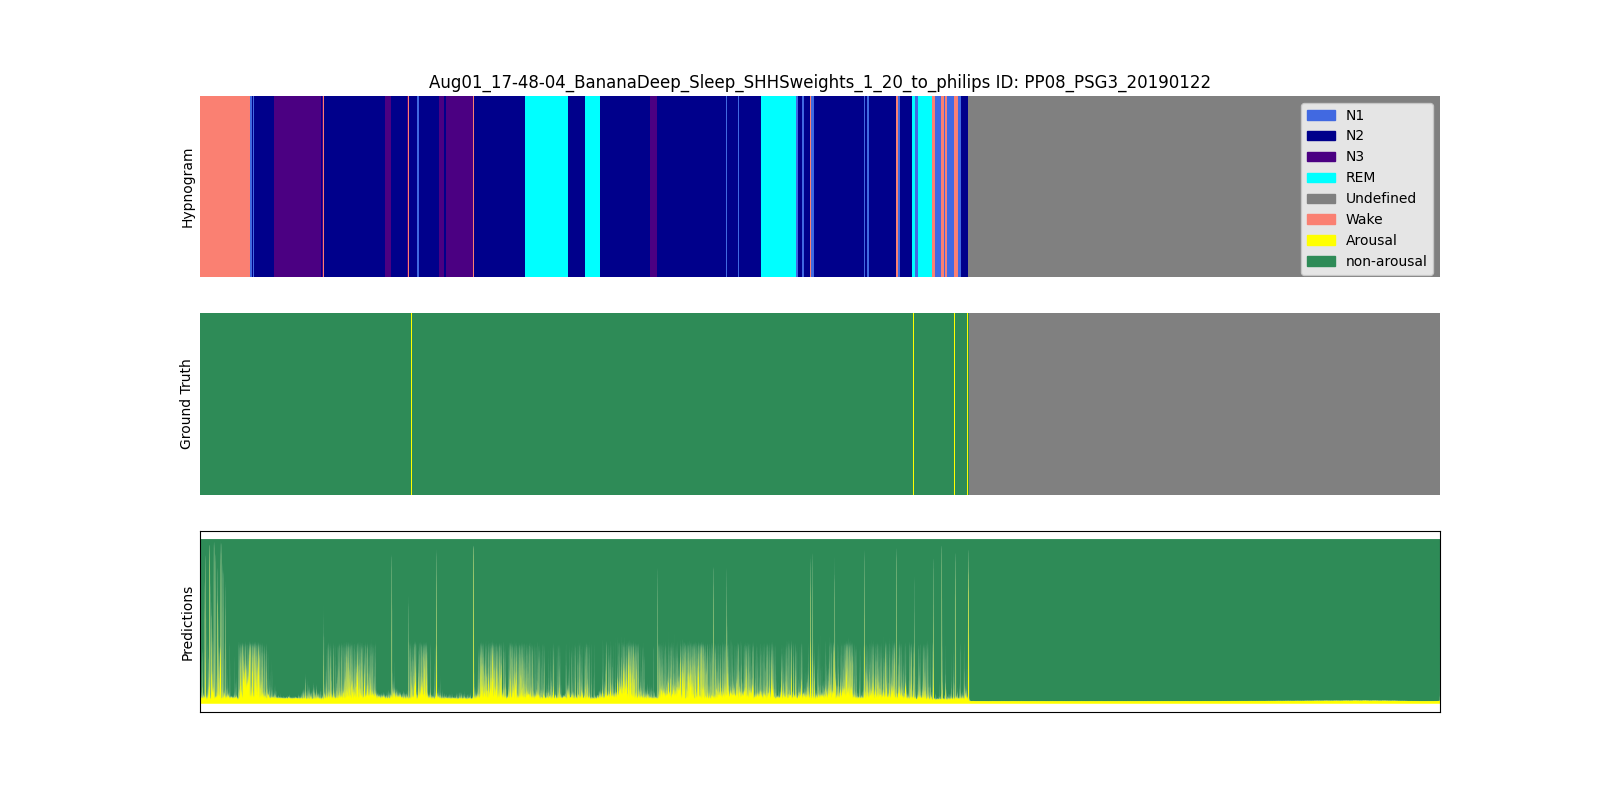 Aug01_17-48-04_BananaDeep_Sleep_SHHSweights_1_20_to_philips ID: PP08_PSG3_20190122
Hypnogram
N1
N2
N3
REM
Undefined
Wake
Arousal
non-arousal
Ground Truth
Predictions